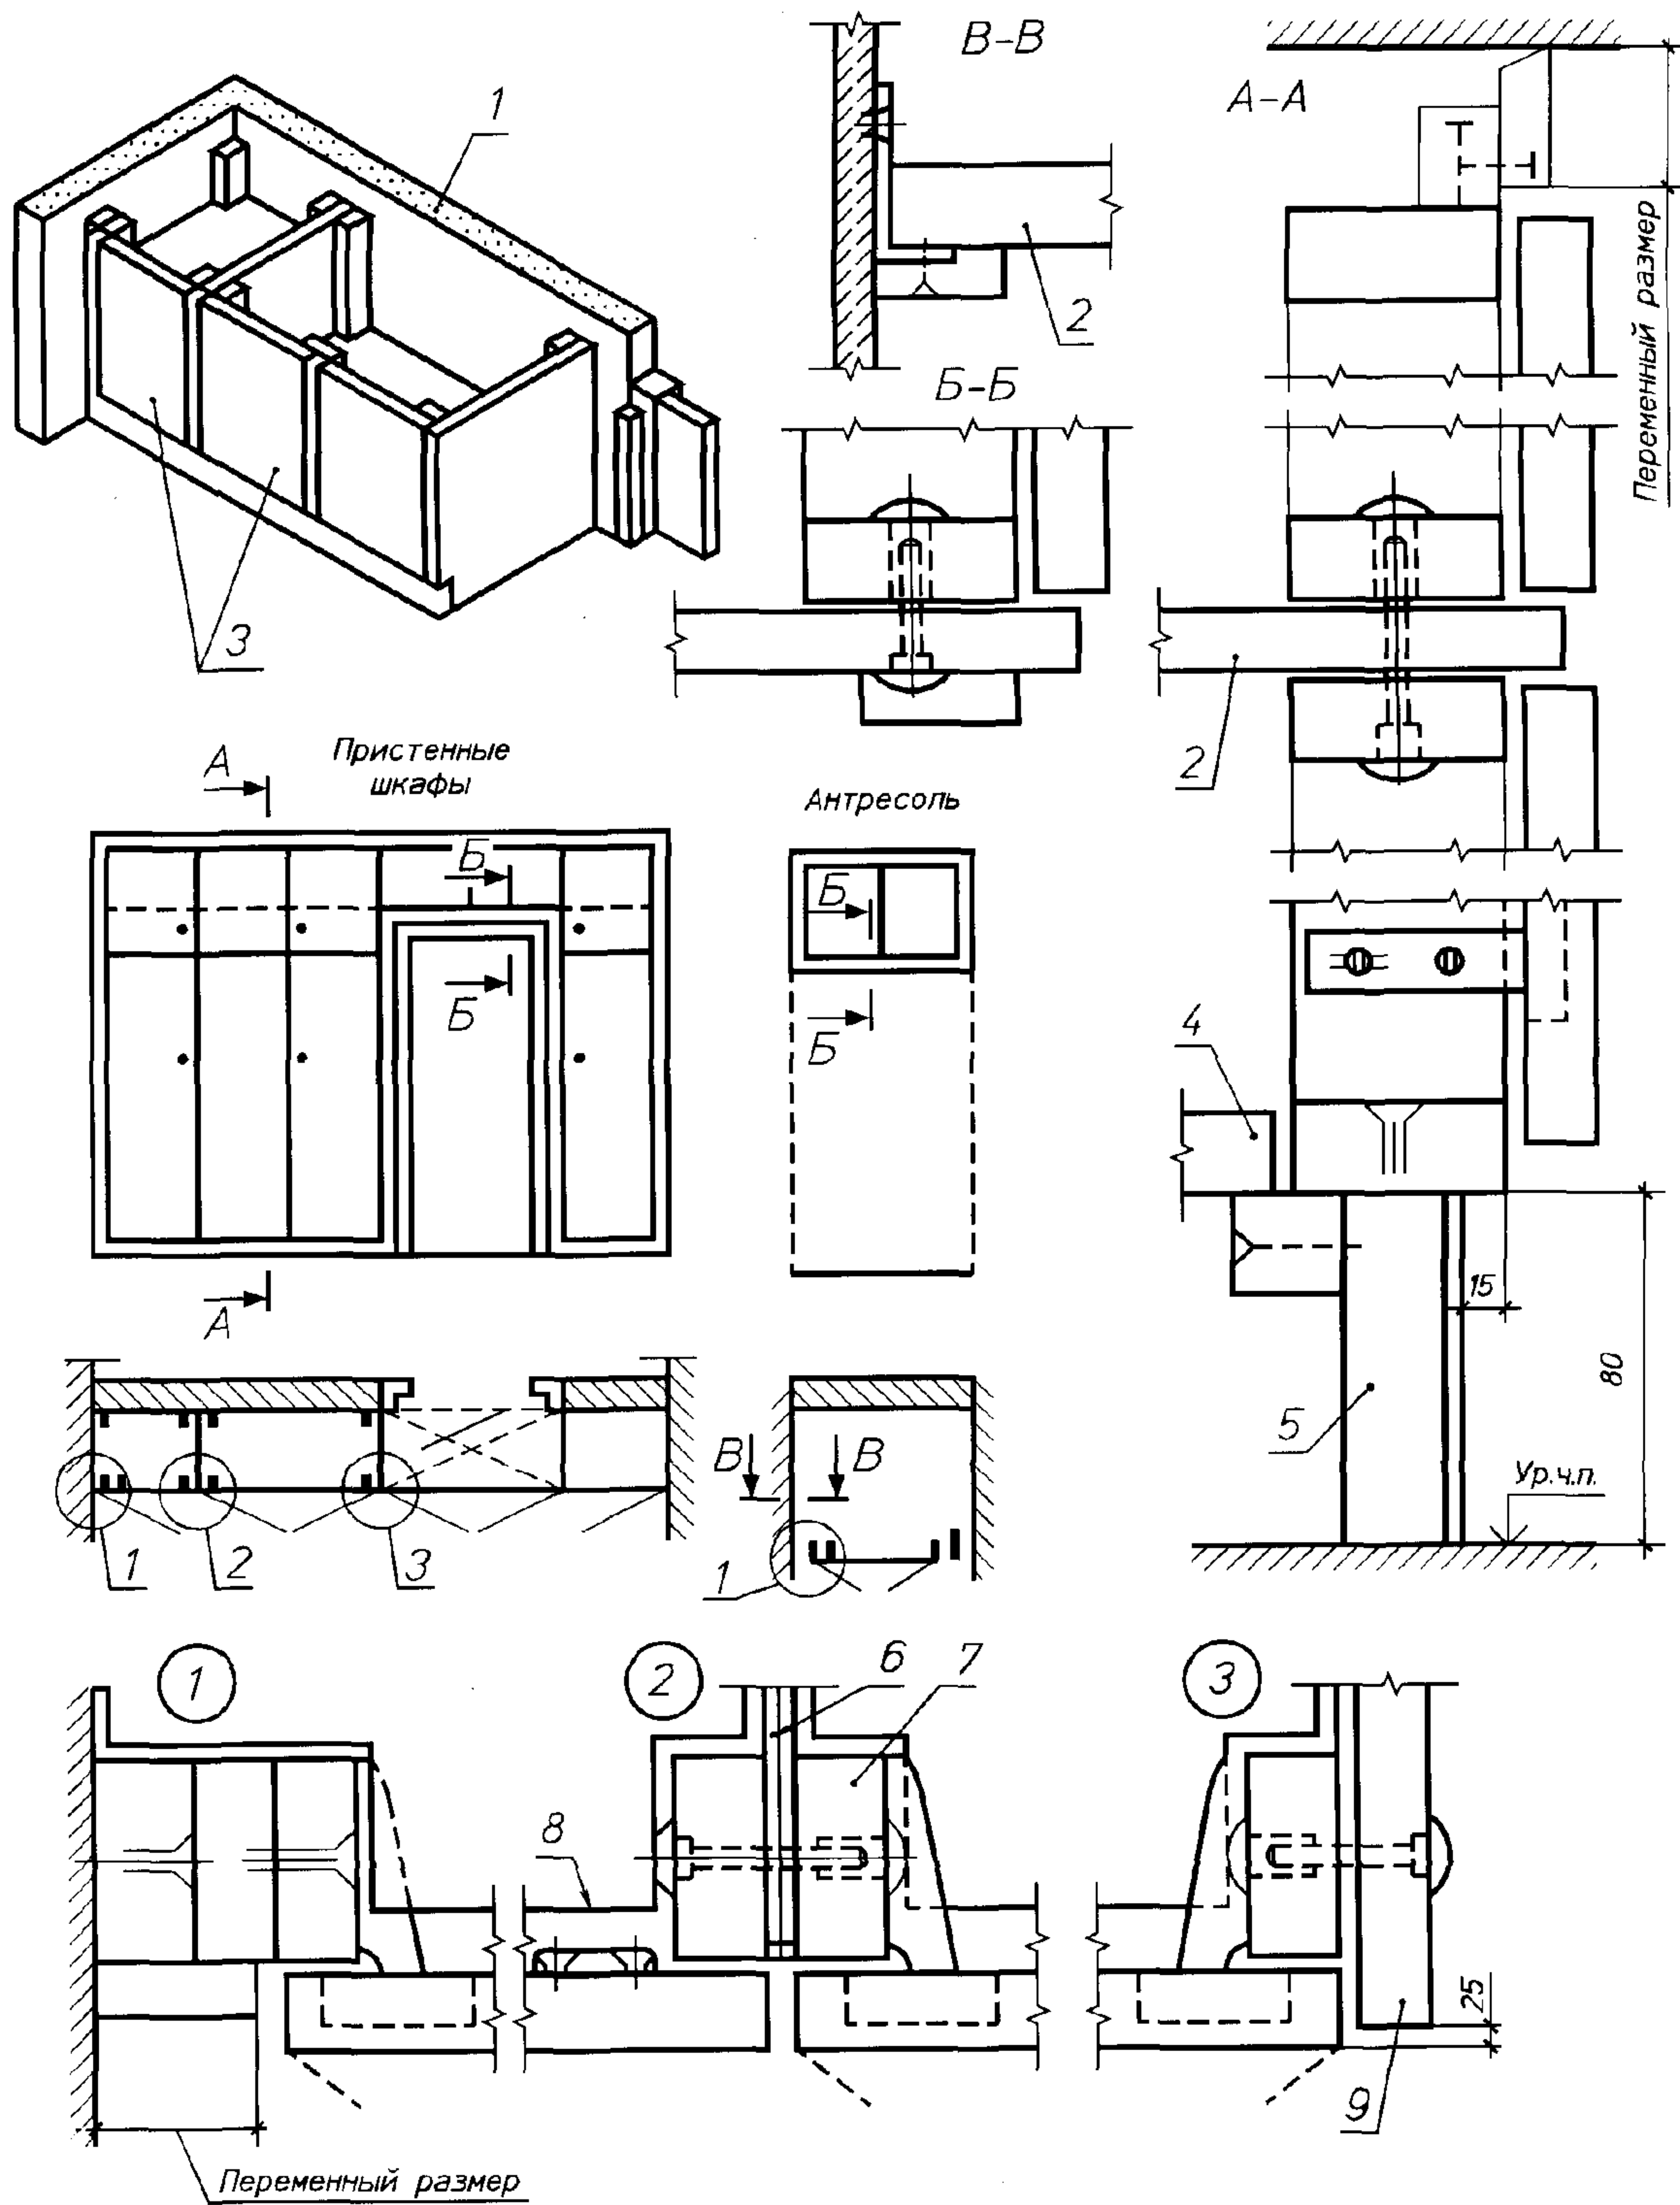 1
3
В-В
2
А-А
Переменный размер
Б-Б
2
Пристенные
шкафы
А
Б
Б
А
Антресоль
Б
Б
4
15
80
5
Ур.ч.п.
1
2
3
В
В
1
1
2
6
7
3
8
25
9
Переменный размер